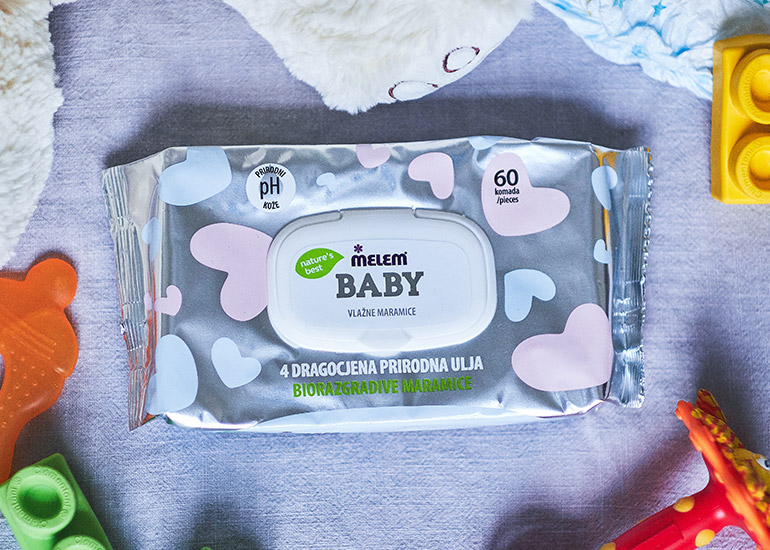 PRIRODNI
pH
KOŽE
60
komada
/pieces
nature's
best
MELEM
BABY
VLAŽNE MARAMICE
4 DRAGOCJENA PRIRODNA ULJA
BIORAZGRADIVE MARAMICE